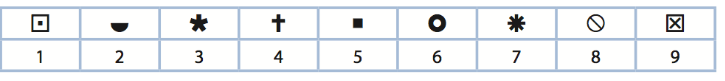 ⊡ ◗ * ✝ ■ O ✷ ⃠ ☒
1 2 3 4 5 6 7 8 9